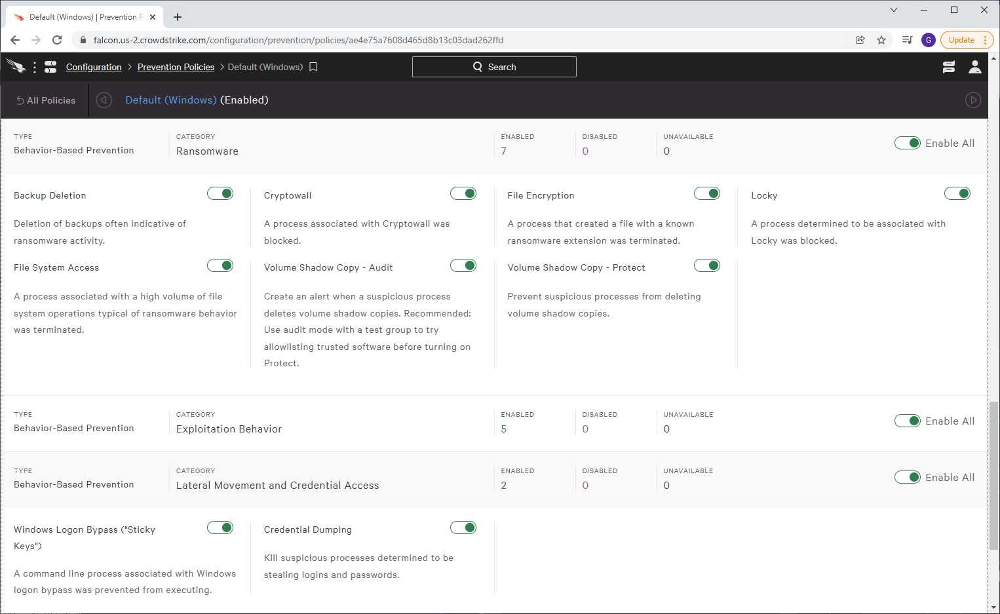 Default (Windows) | Prevention P
falcon.us-2.crowdstrike.com/configuration/prevention/policies/ae4e75a7608d465d8b13c03dad262ffd
G
Update
Configuration > Prevention Policies > Default (Windows)
Search
All Policies
Default (Windows) (Enabled)
TYPE
Behavior-Based Prevention
CATEGORY
Ransomware
ENABLED
7
DISABLED
0
UNAVAILABLE
0
Enable All
Backup Deletion
Deletion of backups often indicative of
ransomware activity.
Cryptowall
A process associated with Cryptowall was
blocked.
File Encryption
A process that created a file with a known
ransomware extension was terminated.
Locky
A process determined to be associated with
Locky was blocked.
File System Access
A process associated with a high volume of file
system operations typical of ransomware behavior
was terminated.
Volume Shadow Copy - Audit
Create an alert when a suspicious process
deletes volume shadow copies. Recommended:
Use audit mode with a test group to try
allowlisting trusted software before turning on
Protect.
Volume Shadow Copy - Protect
Prevent suspicious processes from deleting
volume shadow copies.
TYPE
Behavior-Based Prevention
CATEGORY
Exploitation Behavior
ENABLED
5
DISABLED
0
UNAVAILABLE
0
Enable All
TYPE
Behavior-Based Prevention
CATEGORY
Lateral Movement and Credential Access
ENABLED
2
DISABLED
0
UNAVAILABLE
0
Enable All
Windows Logon Bypass ("Sticky
Keys")
A command line process associated with Windows
logon bypass was prevented from executing.
Credential Dumping
Kill suspicious processes determined to be
stealing logins and passwords.